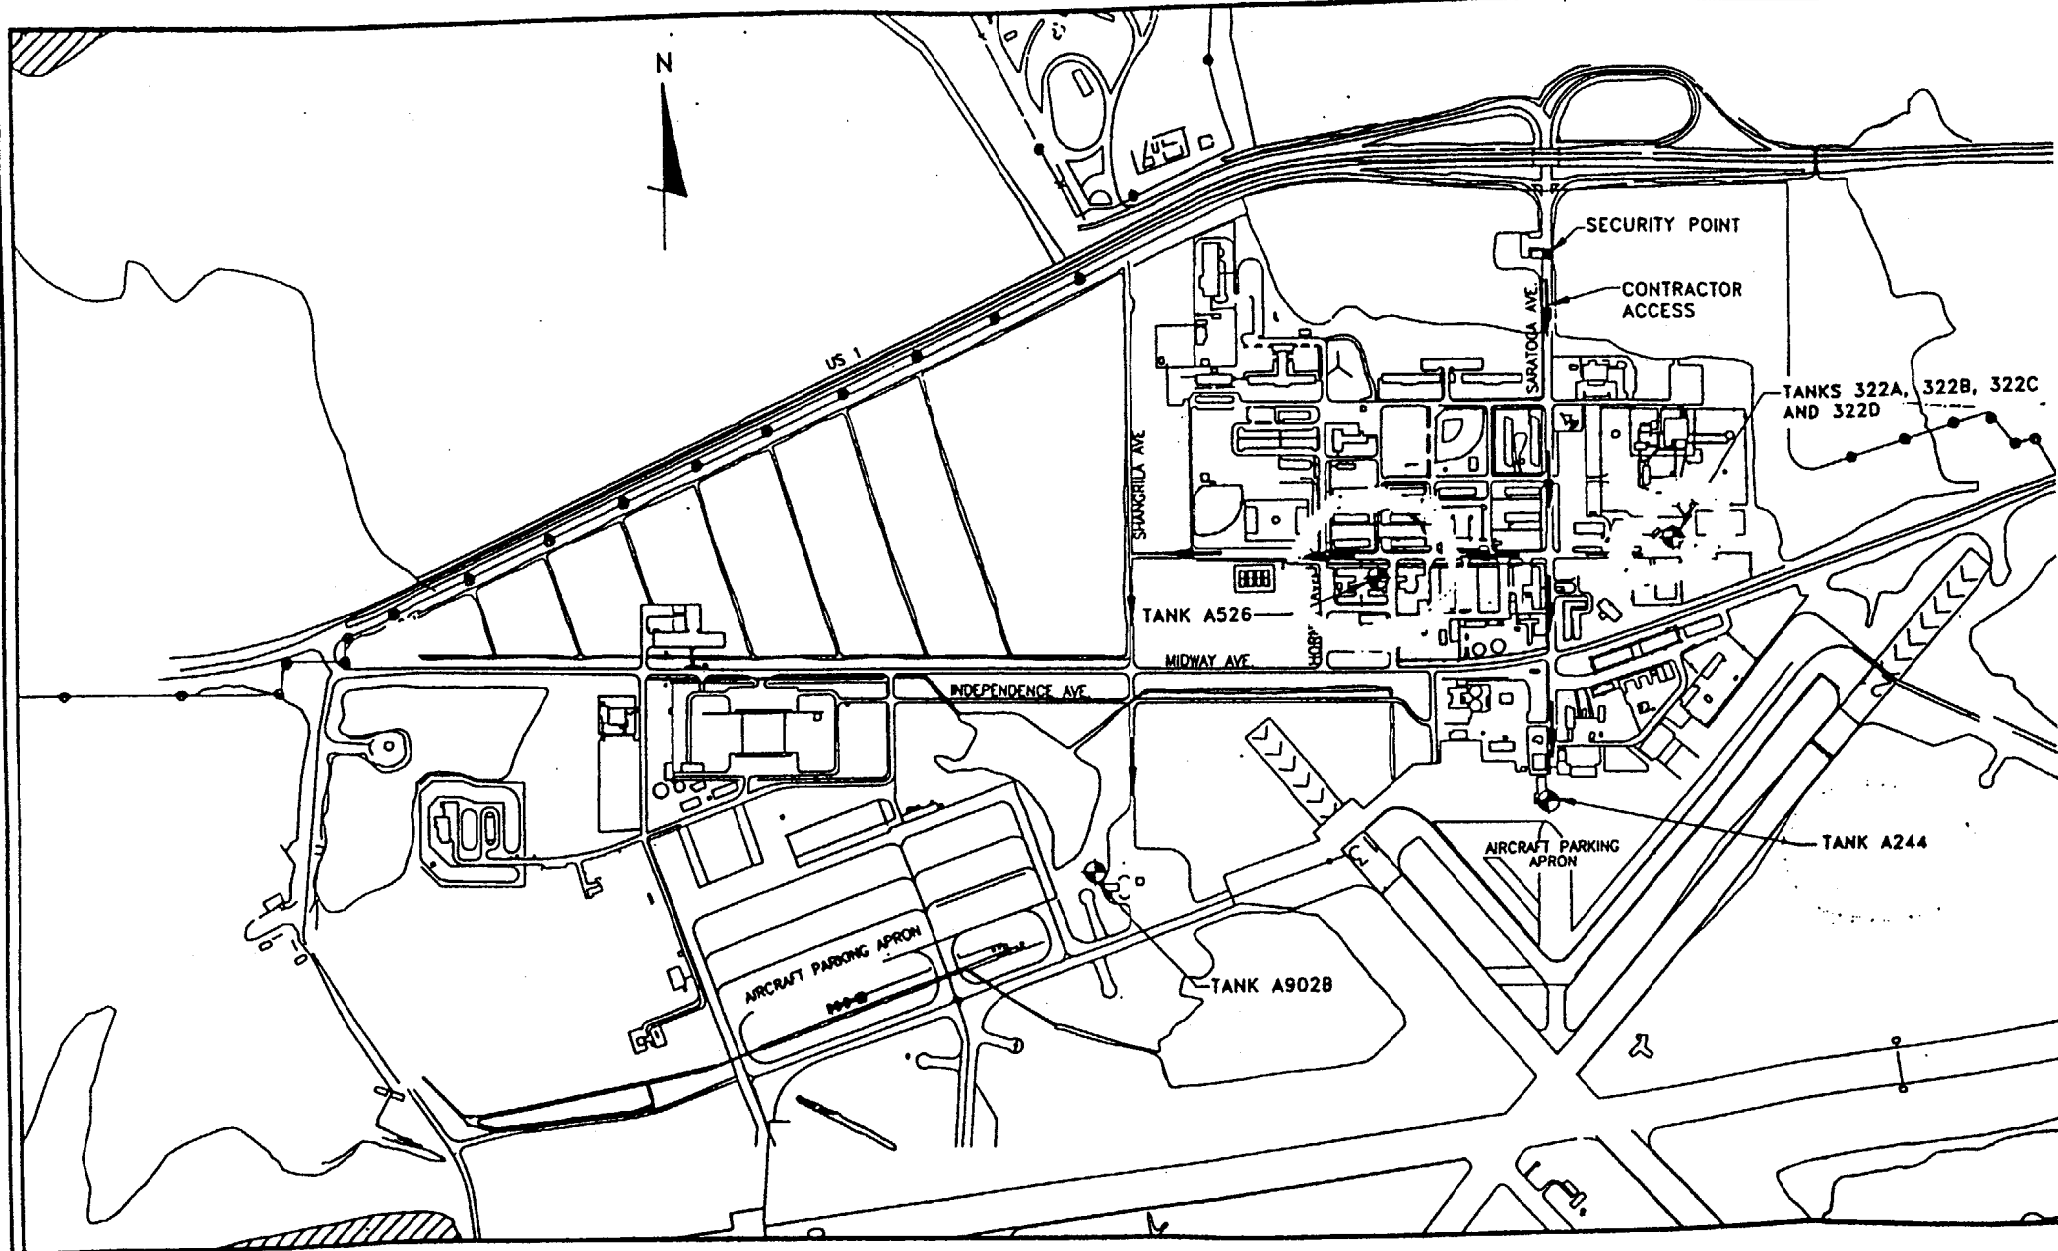 N
SECURITY POINT
CONTRACTOR
ACCESS
SARATOGA AVE.
US 1
TANKS 322A, 322B, 322C
AND 322D
SHANGRILA AVE
TANK A526
MIDWAY AVE.
INDEPENDENCE AVE.
AIRCRAFT PARKING
APRON
TANK A244
AIRCRAFT PARKING APRON
TANK A902B